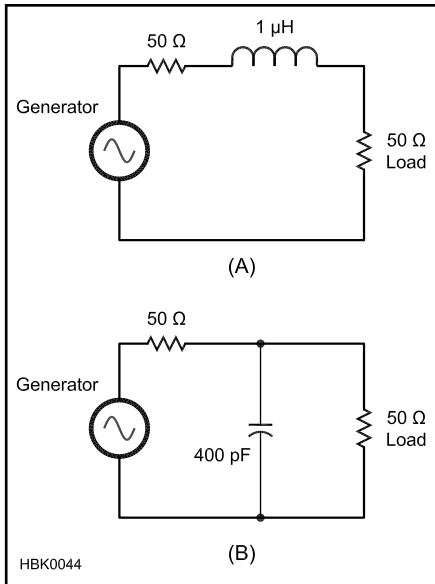 50 Ω
1 µH
Generator
50 Ω
Load
(A)
50 Ω
Generator
400 pF
50 Ω
Load
(B)
HBK0044